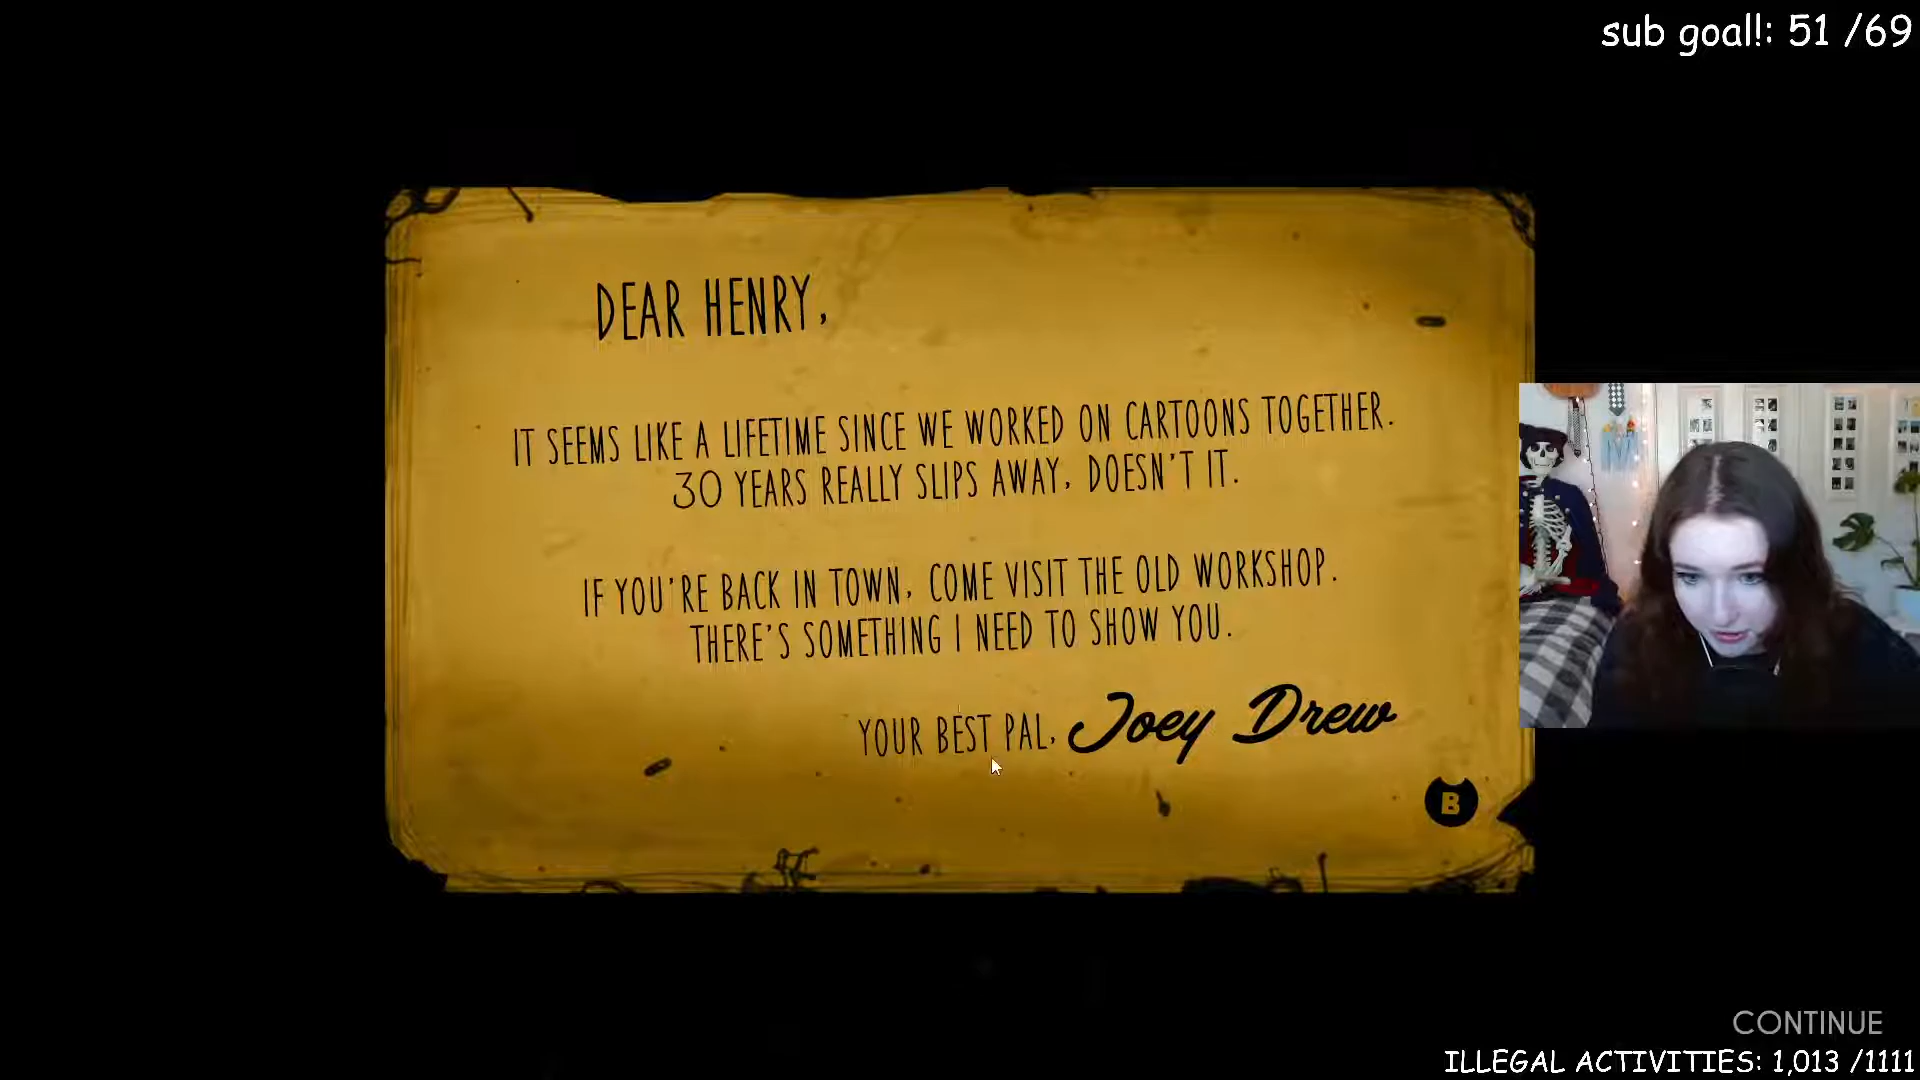 sub goal!: 51 /69
DEAR HENRY,
IT SEEMS LIKE A LIFETIME SINCE WE WORKED ON CARTOONS TOGETHER.
30 YEARS REALLY SLIPS AWAY, DOESN'T IT.
IF YOU'RE BACK IN TOWN, COME VISIT THE OLD WORKSHOP.
THERE'S SOMETHING I NEED TO SHOW YOU.
YOUR BEST PAL, Joey Drew
B
CONTINUE
ILLEGAL ACTIVITIES: 1,013 /1111